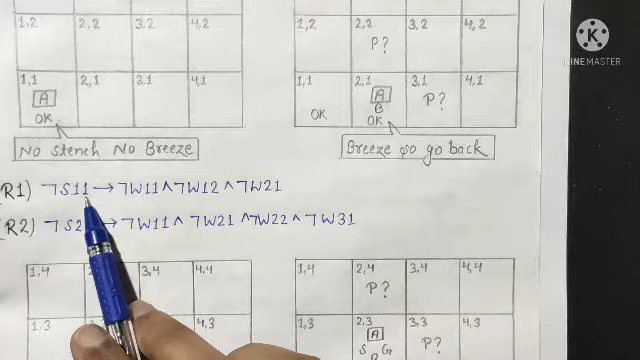 1,2 2,2 3,2 4,2
1,1 2,1 3,1 4,1
A
OK
No Stench No Breeze
1,2 2,2 3,2 4,2
P?
1,1 2,1 3,1 4,1
A P?
B
OK OK
Breeze so go back
KINEMASTER
(R1) ¬S11 → ¬W11 ∧ ¬W12 ∧ ¬W21
(R2) ¬S2 → ¬W11 ∧ ¬W21 ∧ ¬W22 ∧ ¬W31
1,4 3,4 4,4
1,3 4,3
1,4 2,4 3,4 4,4
P?
1,3 2,3 3,3 4,3
A P?
S G
B